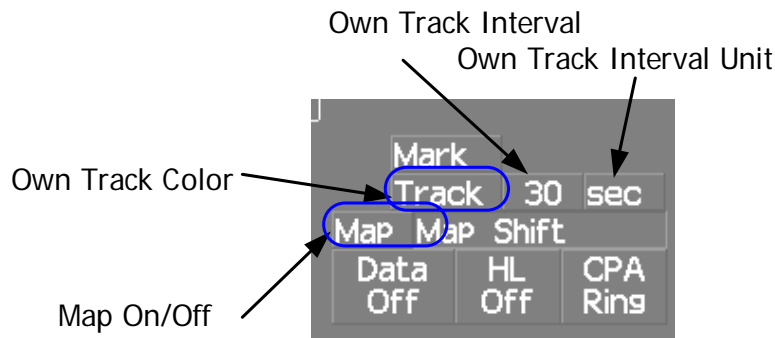 Own Track Interval
Own Track Interval Unit
Mark
Own Track Color
Track 30 sec
Map Map Shift
Data Off HL Off CPA Ring
Map On/Off